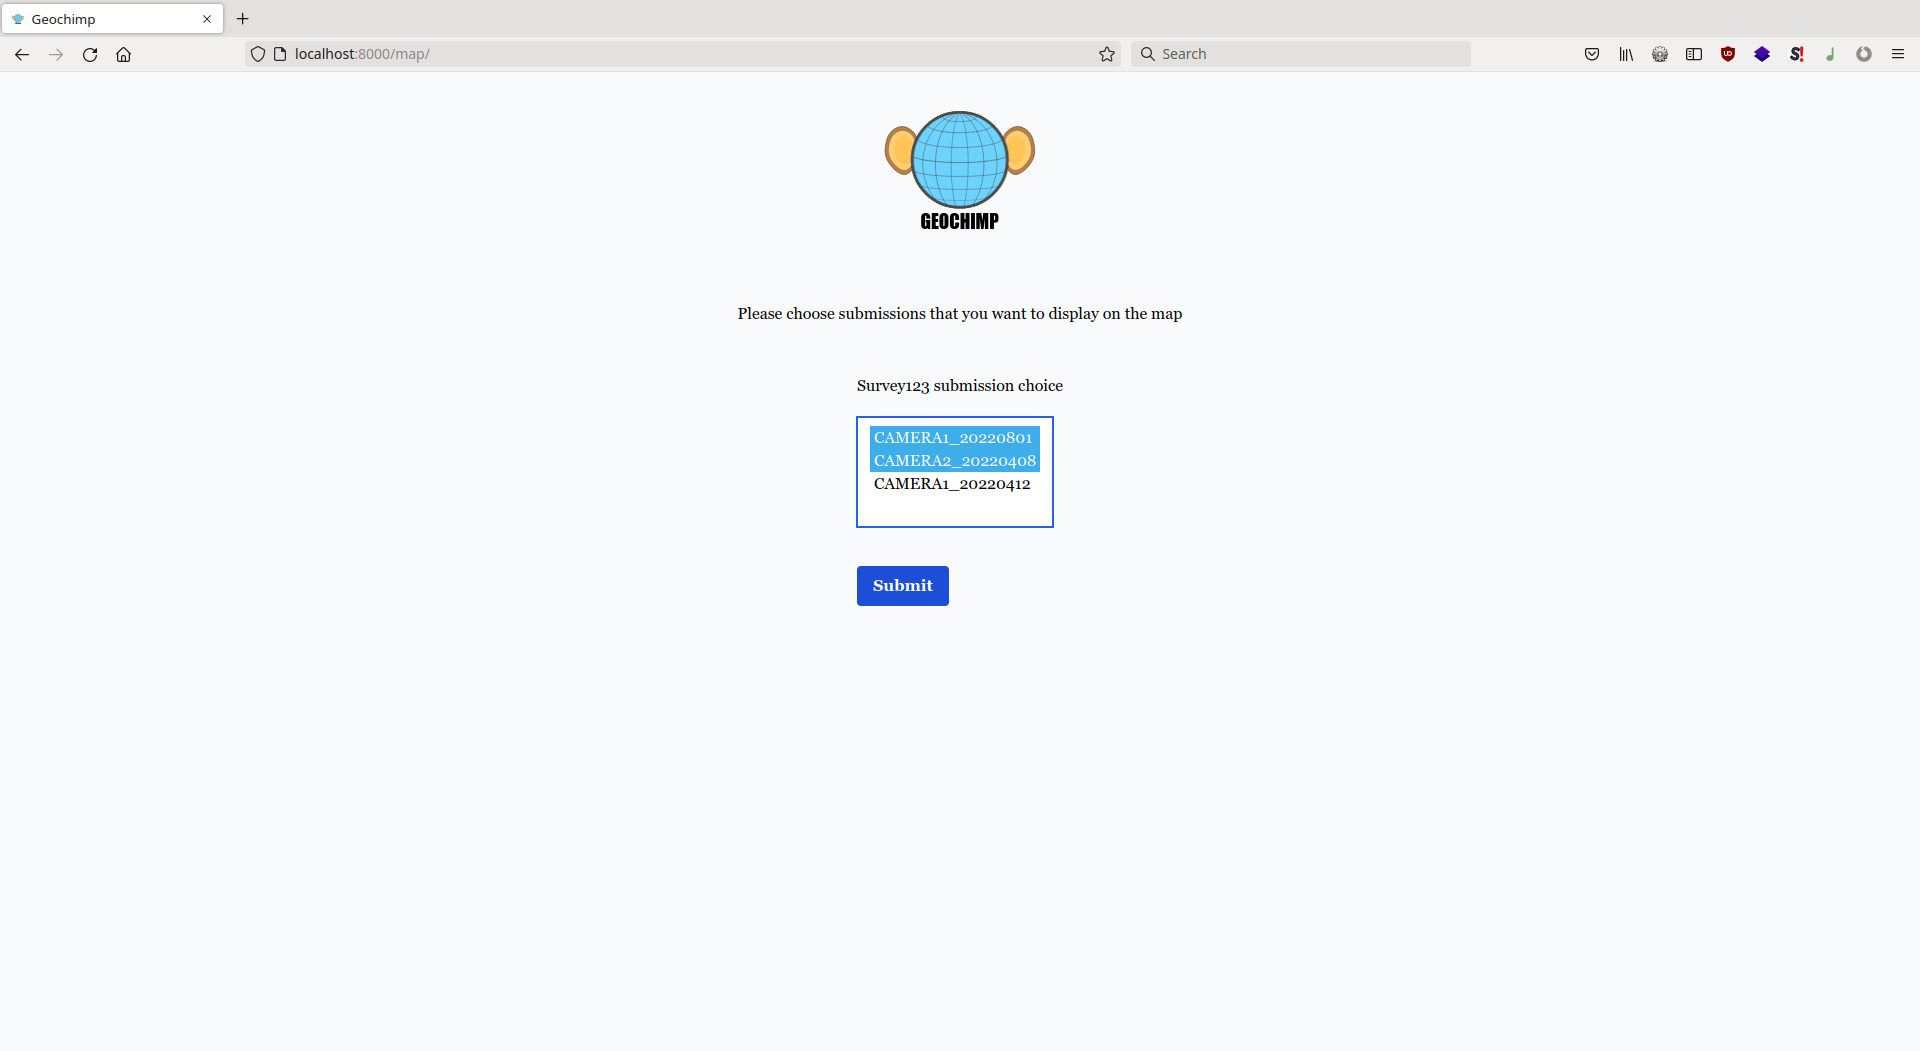 Geochimp
localhost:8000/map/
Search
GEOCHIMP
Please choose submissions that you want to display on the map
Survey123 submission choice
CAMERA1_20220801
CAMERA2_20220408
CAMERA1_20220412
Submit